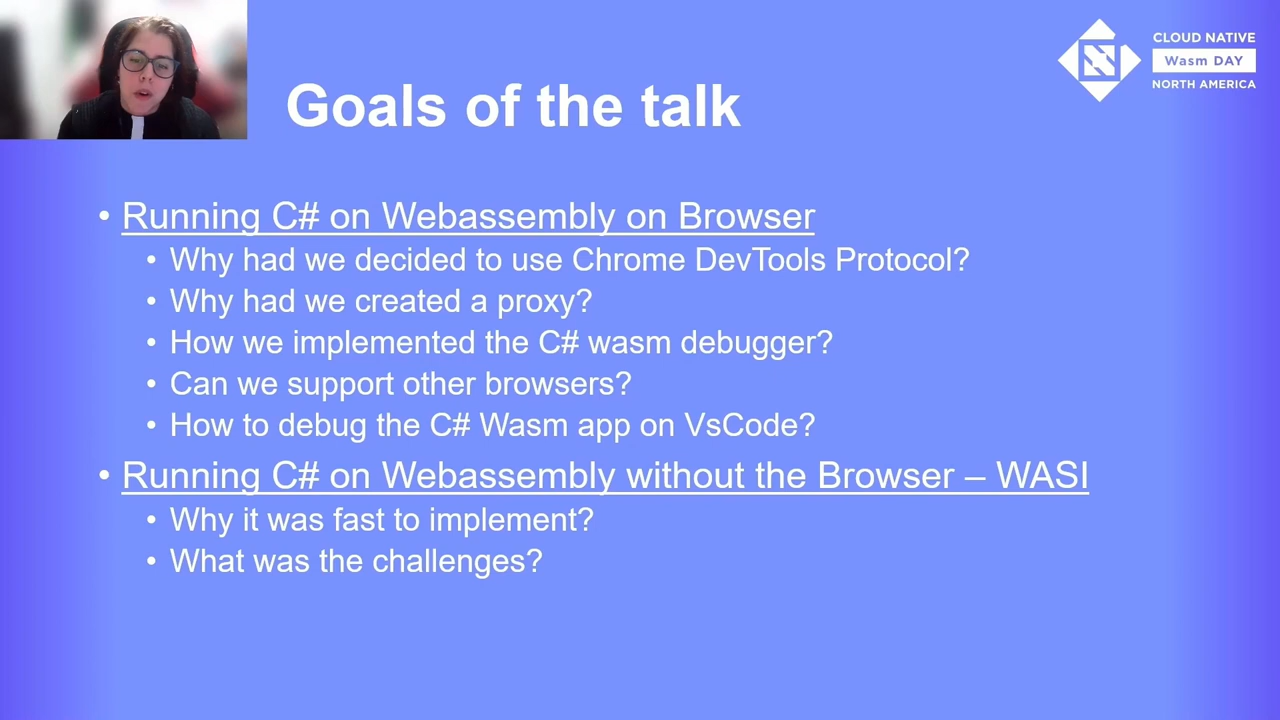 CLOUD NATIVE
Wasm DAY
NORTH AMERICA
Goals of the talk
• Running C# on Webassembly on Browser
• Why had we decided to use Chrome DevTools Protocol?
• Why had we created a proxy?
• How we implemented the C# wasm debugger?
• Can we support other browsers?
• How to debug the C# Wasm app on VsCode?
• Running C# on Webassembly without the Browser – WASI
• Why it was fast to implement?
• What was the challenges?